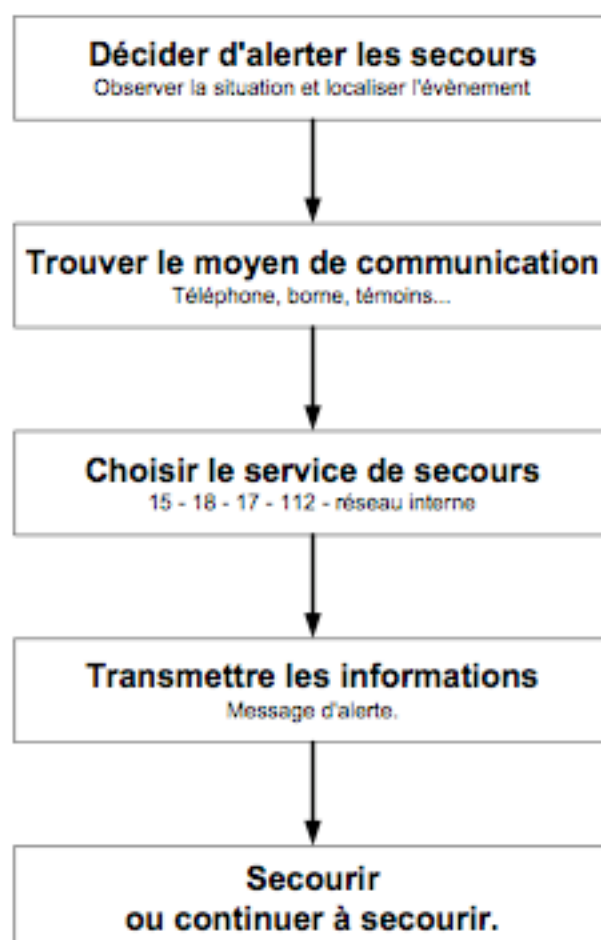 Décider d'alerter les secours
Observer la situation et localiser l'évènement
Trouver le moyen de communication
Téléphone, borne, témoins...
Choisir le service de secours
15 - 18 - 17 - 112 - réseau interne
Transmettre les informations
Message d'alerte.
Secourir
ou continuer à secourir.